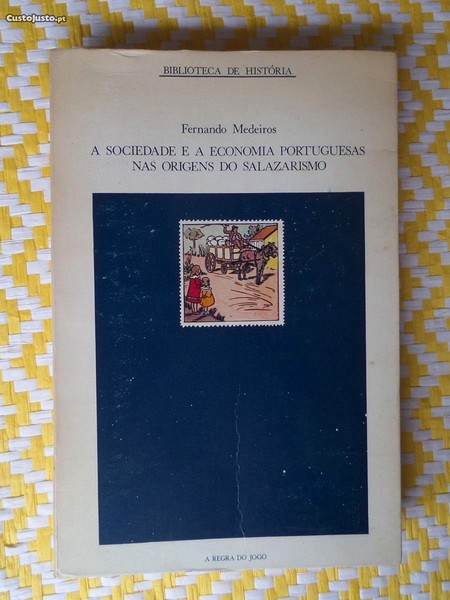 CustoJusto.pt
BIBLIOTECA DE HISTÓRIA
Fernando Medeiros
A SOCIEDADE E A ECONOMIA PORTUGUESAS
NAS ORIGENS DO SALAZARISMO
A REGRA DO JOGO